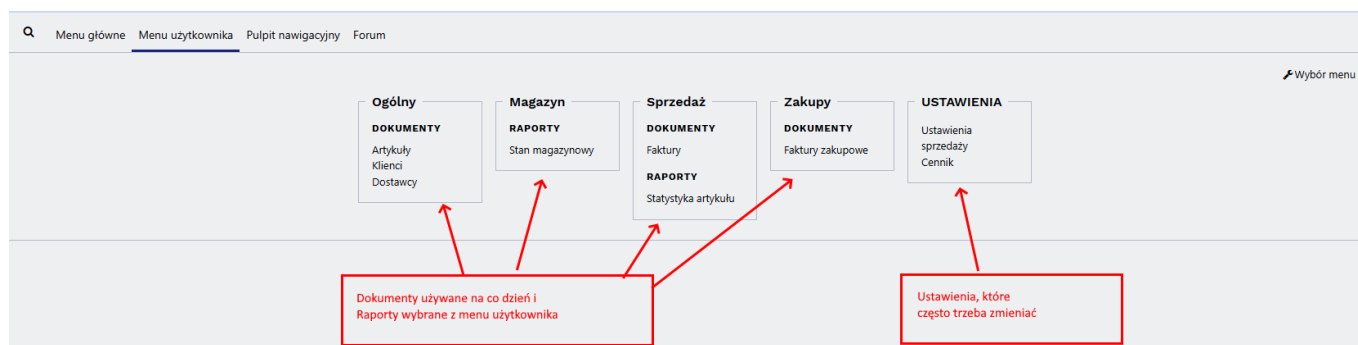 Menu główne Menu użytkownika Pulpit nawigacyjny Forum
Wybór menu
Ogólny
DOKUMENTY
Artykuły
Klienci
Dostawcy
Magazyn
RAPORTY
Stan magazynowy
Sprzedaż
DOKUMENTY
Faktury
RAPORTY
Statystyka artykułu
Zakupy
DOKUMENTY
Faktury zakupowe
USTAWIENIA
Ustawienia
sprzedaży
Cennik
Dokumenty używane na co dzień i
Raporty wybrane z menu użytkownika
Ustawienia, które
często trzeba zmieniać